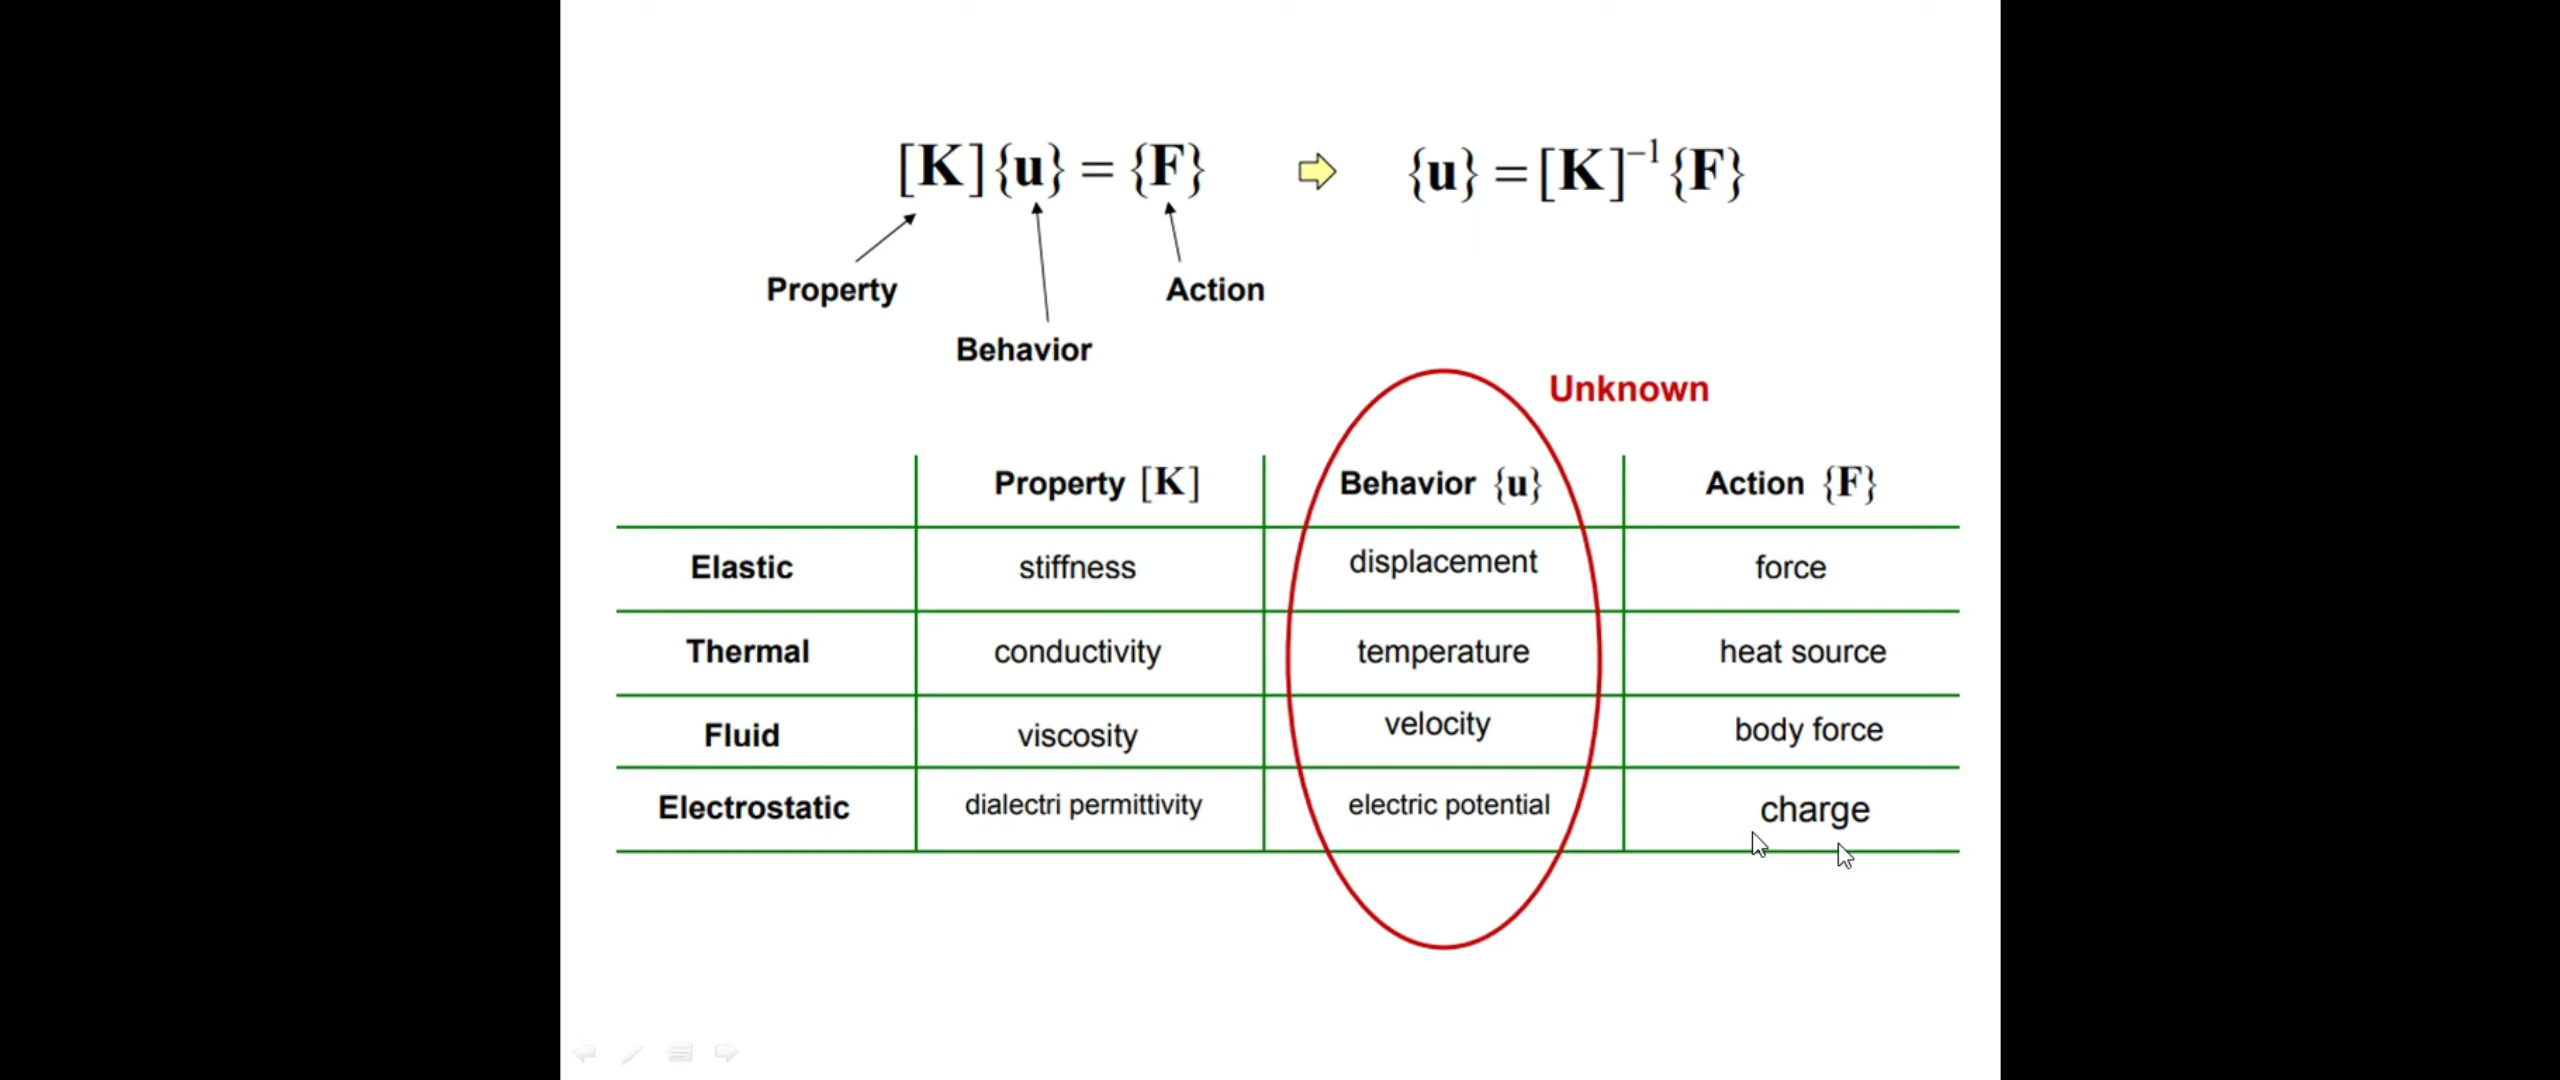 [K]{u} = {F} {u} = [K]⁻¹{F}
Property Action
Behavior
Unknown
Property [K] Behavior {u} Action {F}
Elastic stiffness displacement force
Thermal conductivity temperature heat source
Fluid viscosity velocity body force
Electrostatic dialectri permittivity electric potential charge